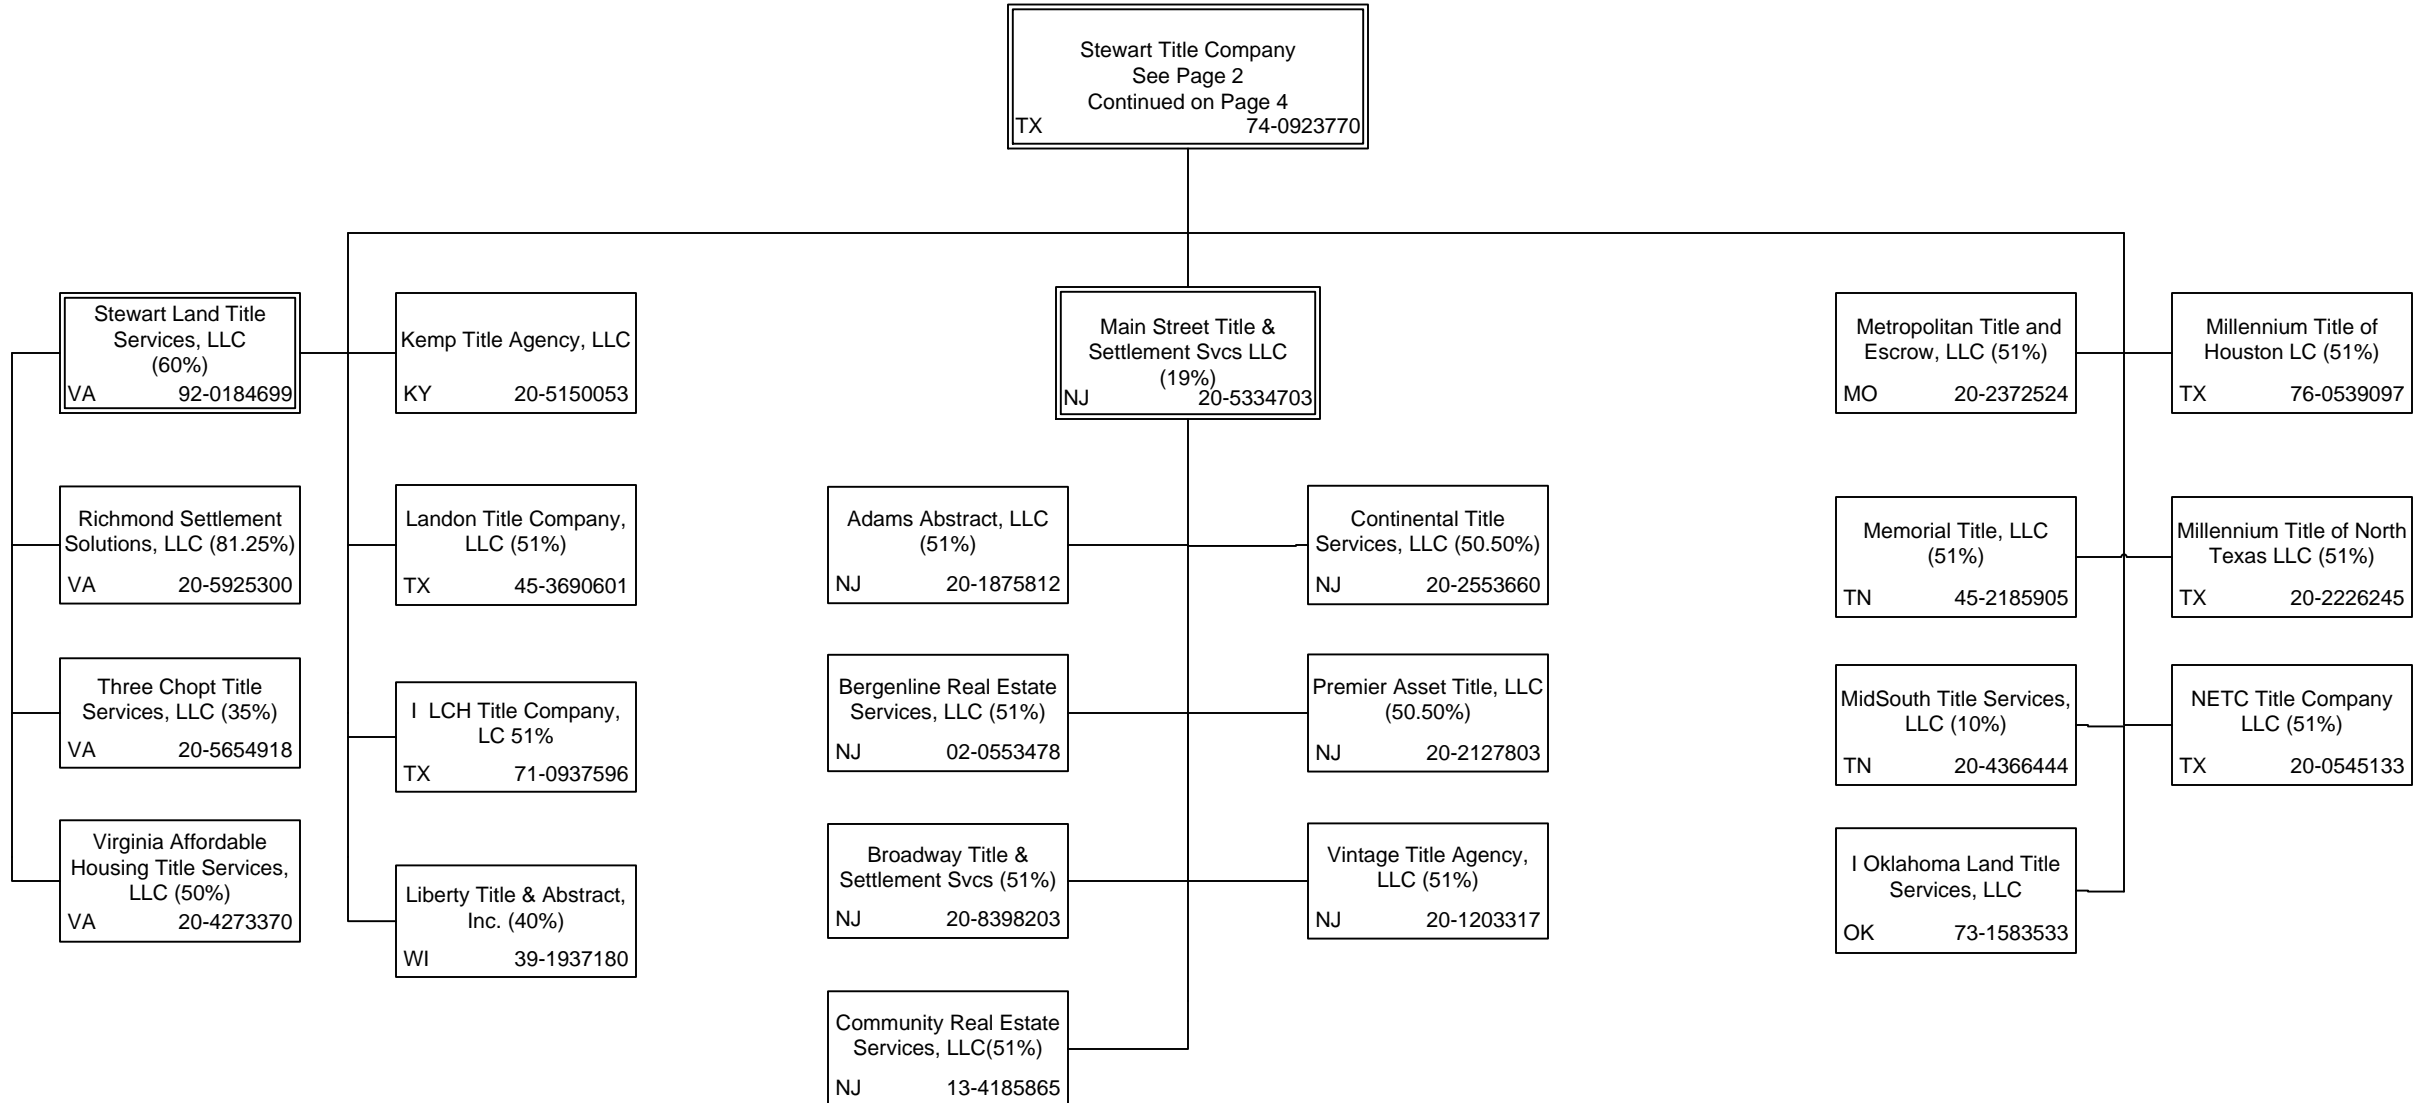 Stewart Title Company
See Page 2
Continued on Page 4
TX 74-0923770
Stewart Land Title
Services, LLC
(60%)
VA 92-0184699
Kemp Title Agency, LLC
KY 20-5150053
Main Street Title &
Settlement Svcs LLC
(19%)
NJ 20-5334703
Metropolitan Title and
Escrow, LLC (51%)
MO 20-2372524
Millennium Title of
Houston LC (51%)
TX 76-0539097
Richmond Settlement
Solutions, LLC (81.25%)
VA 20-5925300
Landon Title Company,
LLC (51%)
TX 45-3690601
Adams Abstract, LLC
(51%)
NJ 20-1875812
Continental Title
Services, LLC (50.50%)
NJ 20-2553660
Memorial Title, LLC
(51%)
TN 45-2185905
Millennium Title of North
Texas LLC (51%)
TX 20-2226245
Three Chopt Title
Services, LLC (35%)
VA 20-5654918
I LCH Title Company,
LC 51%
TX 71-0937596
Bergenline Real Estate
Services, LLC (51%)
NJ 02-0553478
Premier Asset Title, LLC
(50.50%)
NJ 20-2127803
MidSouth Title Services,
LLC (10%)
TN 20-4366444
NETC Title Company
LLC (51%)
TX 20-0545133
Virginia Affordable
Housing Title Services,
LLC (50%)
VA 20-4273370
Liberty Title & Abstract,
Inc. (40%)
WI 39-1937180
Broadway Title &
Settlement Svcs (51%)
NJ 20-8398203
Vintage Title Agency,
LLC (51%)
NJ 20-1203317
I Oklahoma Land Title
Services, LLC
OK 73-1583533
Community Real Estate
Services, LLC(51%)
NJ 13-4185865